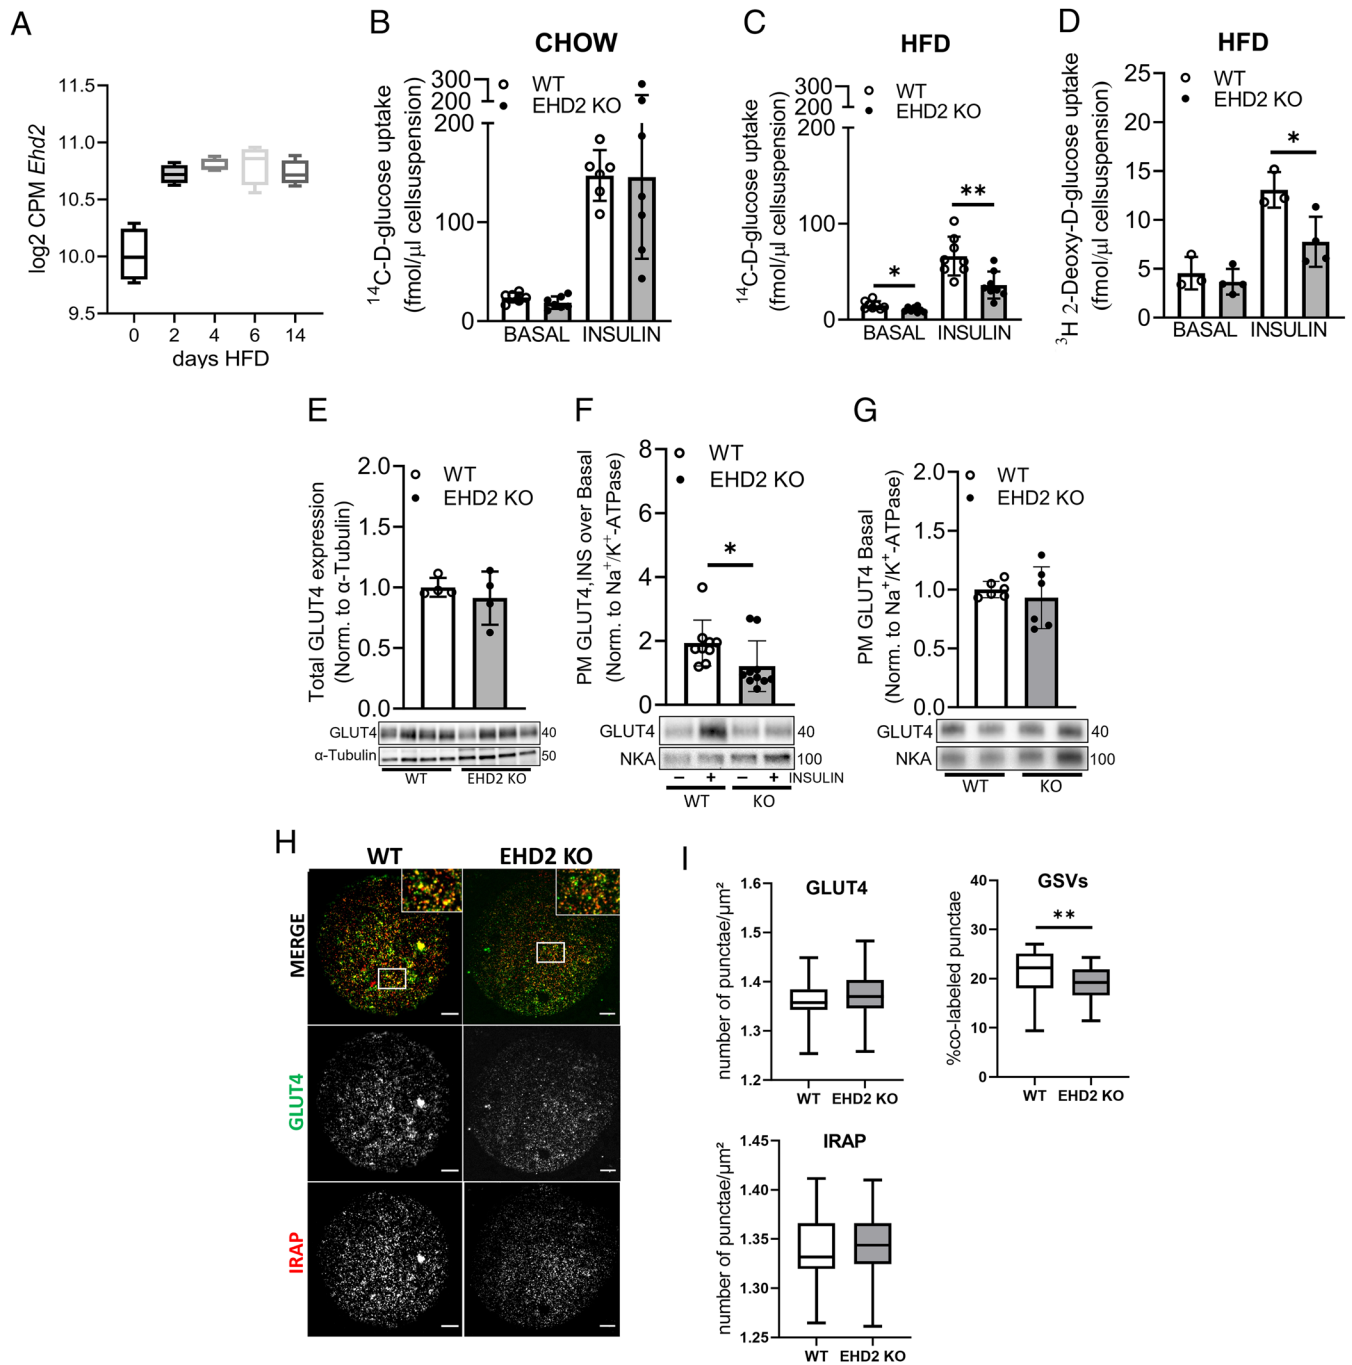 A
log2 CPM Ehd2
11.5
11.0
10.5
10.0
9.5
0 2 4 6 14
days HFD
B
CHOW
¹⁴C-D-glucose uptake
(fmol/µl cellsuspension)
300
200
200
100
0
WT
EHD2 KO
BASAL INSULIN
C
HFD
¹⁴C-D-glucose uptake
(fmol/µl cellsuspension)
300
200
200
100
0
WT
EHD2 KO
*
**
BASAL INSULIN
D
HFD
³H 2-Deoxy-D-glucose uptake
(fmol/µl cellsuspension)
25
20
15
10
5
0
WT
EHD2 KO
*
BASAL INSULIN
E
Total GLUT4 expression
(Norm. to α-Tubulin)
2.0
1.5
1.0
0.5
0.0
WT
EHD2 KO
GLUT4 40
α-Tubulin 50
WT EHD2 KO
F
PM GLUT4,INS over Basal
(Norm. to Na⁺/K⁺-ATPase)
8
6
4
2
0
WT
EHD2 KO
*
GLUT4 40
NKA 100
– + – + INSULIN
WT KO
G
PM GLUT4 Basal
(Norm. to Na⁺/K⁺-ATPase)
2.0
1.5
1.0
0.5
0.0
WT
EHD2 KO
GLUT4 40
NKA 100
WT KO
H
WT EHD2 KO
MERGE
GLUT4
IRAP
I
GLUT4
number of punctae/µm²
1.6
1.5
1.4
1.3
1.2
WT EHD2 KO
GSVs
%co-labeled punctae
40
30
20
10
0
**
WT EHD2 KO
IRAP
number of punctae/µm²
1.45
1.40
1.35
1.30
1.25
WT EHD2 KO